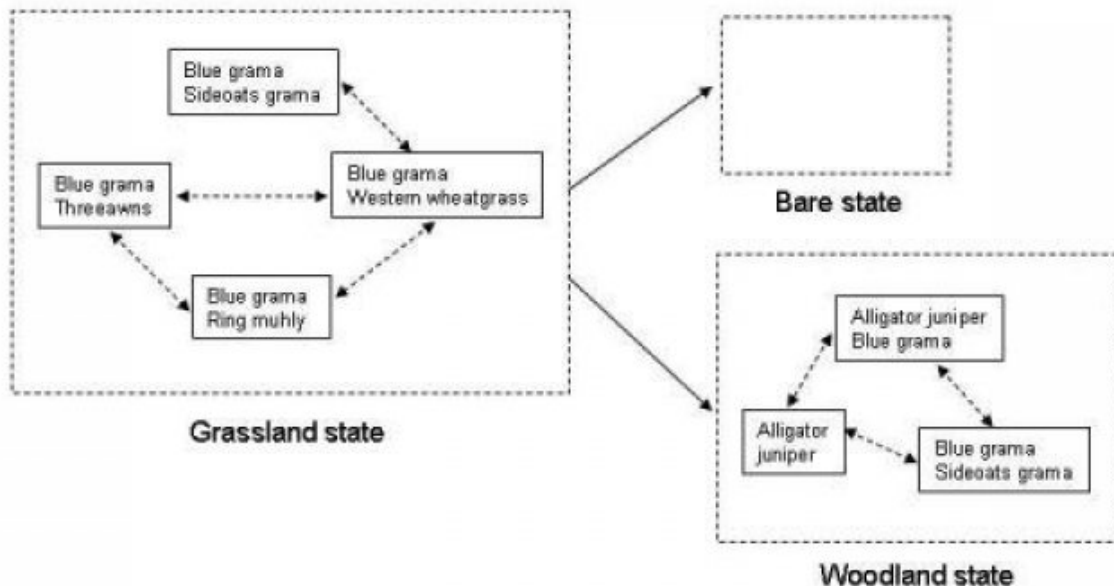 Blue grama
Sideoats grama
Blue grama
Threeawns
Blue grama
Western wheatgrass
Blue grama
Ring muhly
Grassland state
Bare state
Alligator juniper
Blue grama
Alligator
juniper
Blue grama
Sideoats grama
Woodland state